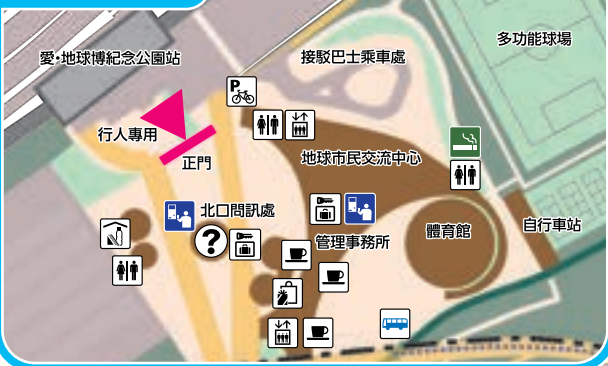 多功能球場
愛・地球博紀念公園站
接駁巴士乘車處
P
行人專用
正門
地球市民交流中心
北口問訊處
?
管理事務所
體育館
自行車站